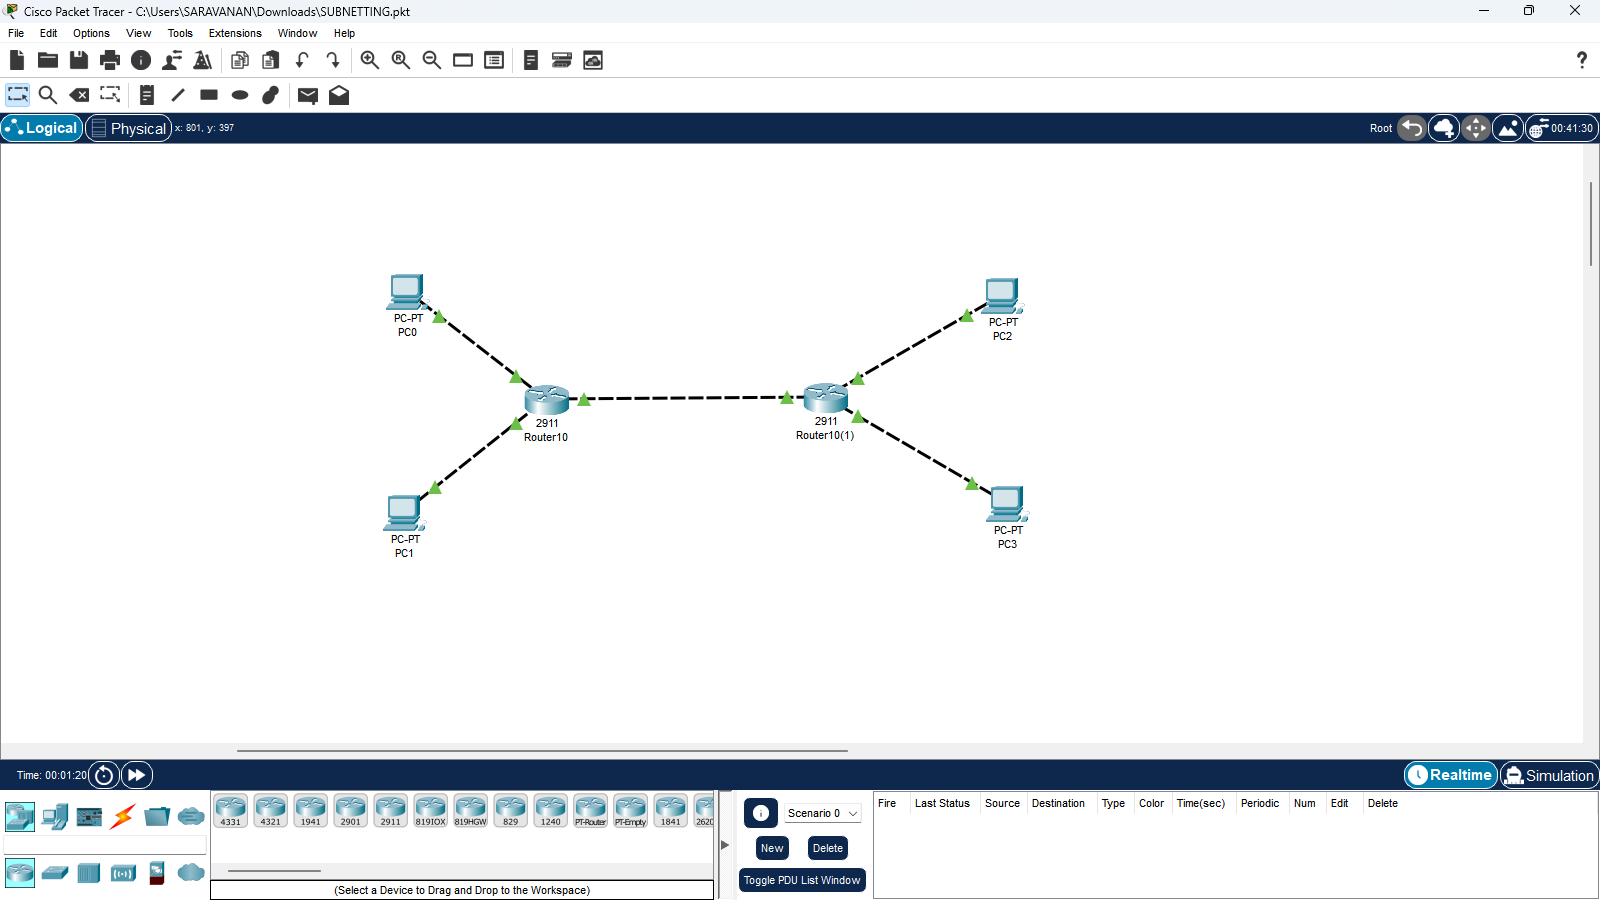 Cisco Packet Tracer - C:\Users\SARAVANAN\Downloads\SUBNETTING.pkt
File Edit Options View Tools Extensions Window Help
Logical Physical x: 801, y: 397 Root 00:41:30
PC-PT
PC0
PC-PT
PC2
2911
Router10
2911
Router10(1)
PC-PT
PC1
PC-PT
PC3
Time: 00:01:20 Realtime Simulation
4331 4321 1941 2901 2911 819IOX 819HGW 829 1240 PT-Router PT-Empty 1841 2620
(Select a Device to Drag and Drop to the Workspace)
Scenario 0
New Delete
Toggle PDU List Window
Fire Last Status Source Destination Type Color Time(sec) Periodic Num Edit Delete